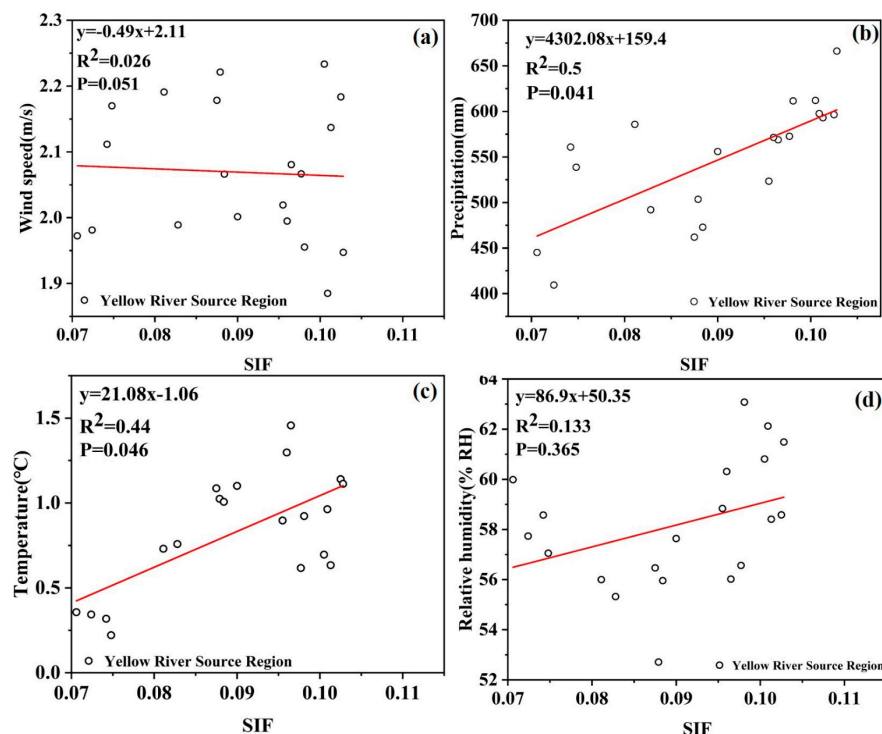 y=-0.49x+2.11
R²=0.026
P=0.051
(a)
2.3
2.2
2.1
2.0
1.9
Wind speed(m/s)
Yellow River Source Region
0.07 0.08 0.09 0.10 0.11
SIF
y=4302.08x+159.4
R²=0.5
P=0.041
(b)
700
650
600
550
500
450
400
Precipitation(mm)
Yellow River Source Region
0.07 0.08 0.09 0.10
SIF
y=21.08x-1.06
R²=0.44
P=0.046
(c)
1.5
1.0
0.5
0.0
Temperature(℃)
Yellow River Source Region
0.07 0.08 0.09 0.10 0.11
SIF
y=86.9x+50.35
R²=0.133
P=0.365
(d)
64
62
60
58
56
54
52
Relative humidity(% RH)
Yellow River Source Region
0.07 0.08 0.09 0.10 0.11
SIF